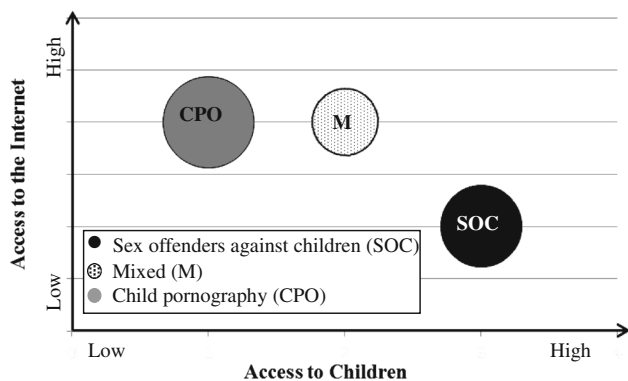 High
Access to the Internet
Low
CPO
M
SOC
Sex offenders against children (SOC)
Mixed (M)
Child pornography (CPO)
Low
High
Access to Children